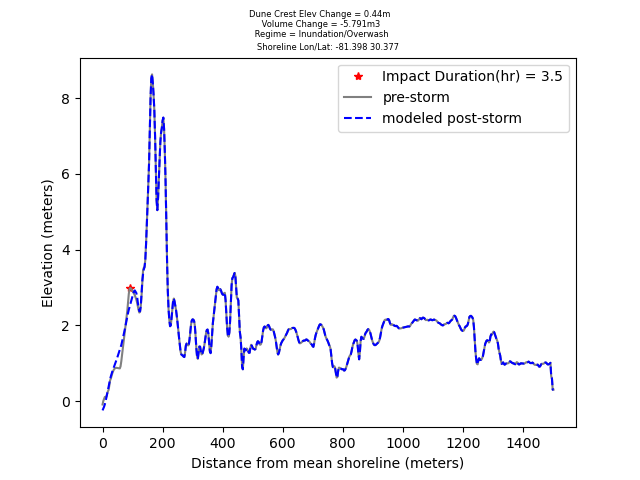 Dune Crest Elev Change = 0.44m
Volume Change = -5.791m3
Regime = Inundation/Overwash
Shoreline Lon/Lat: -81.398 30.377
Impact Duration(hr) = 3.5
pre-storm
modeled post-storm
Elevation (meters)
8
6
4
2
0
0 200 400 600 800 1000 1200 1400
Distance from mean shoreline (meters)